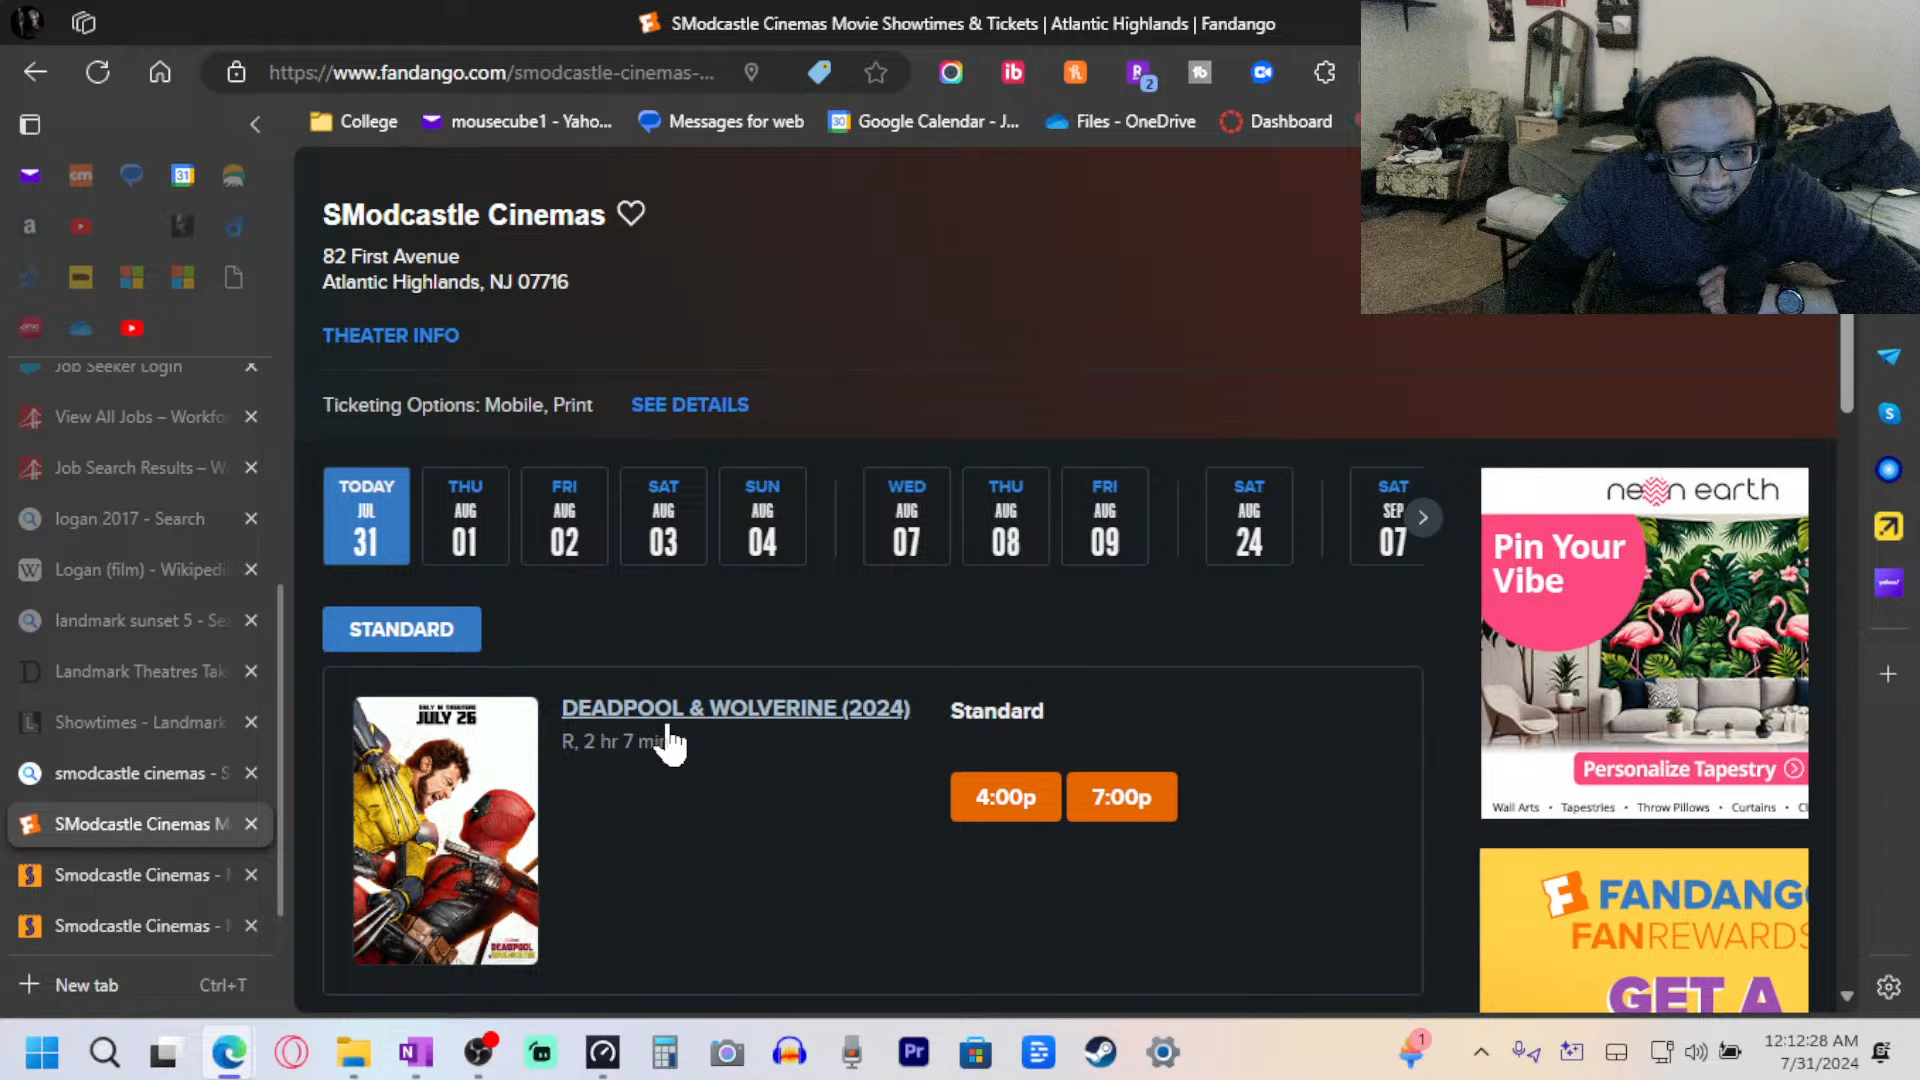 SModcastle Cinemas Movie Showtimes & Tickets | Atlantic Highlands | Fandango
https://www.fandango.com/smodcastle-cinemas-...
2
College
mousecube1 - Yaho...
Messages for web
Google Calendar - J...
Files - OneDrive
Dashboard
SModcastle Cinemas
82 First Avenue
Atlantic Highlands, NJ 07716
THEATER INFO
Ticketing Options: Mobile, Print SEE DETAILS
TODAY JUL 31
THU AUG 01
FRI AUG 02
SAT AUG 03
SUN AUG 04
WED AUG 07
THU AUG 08
FRI AUG 09
SAT AUG 24
SAT SEP 07
STANDARD
JULY 26
DEADPOOL & WOLVERINE (2024)
R, 2 hr 7 min
Standard
4:00p 7:00p
Job Seeker Login
View All Jobs – Workfo
Job Search Results – W
logan 2017 - Search
Logan (film) - Wikipedi
landmark sunset 5 - Se
Landmark Theatres Tak
Showtimes - Landmark
smodcastle cinemas - S
SModcastle Cinemas M
Smodcastle Cinemas -
Smodcastle Cinemas -
New tab Ctrl+T
neon earth
Pin Your
Vibe
Personalize Tapestry
Wall Arts • Tapestries • Throw Pillows • Curtains •
FANDANGO
FANREWARDS
GET A
1
12:12:28 AM
7/31/2024